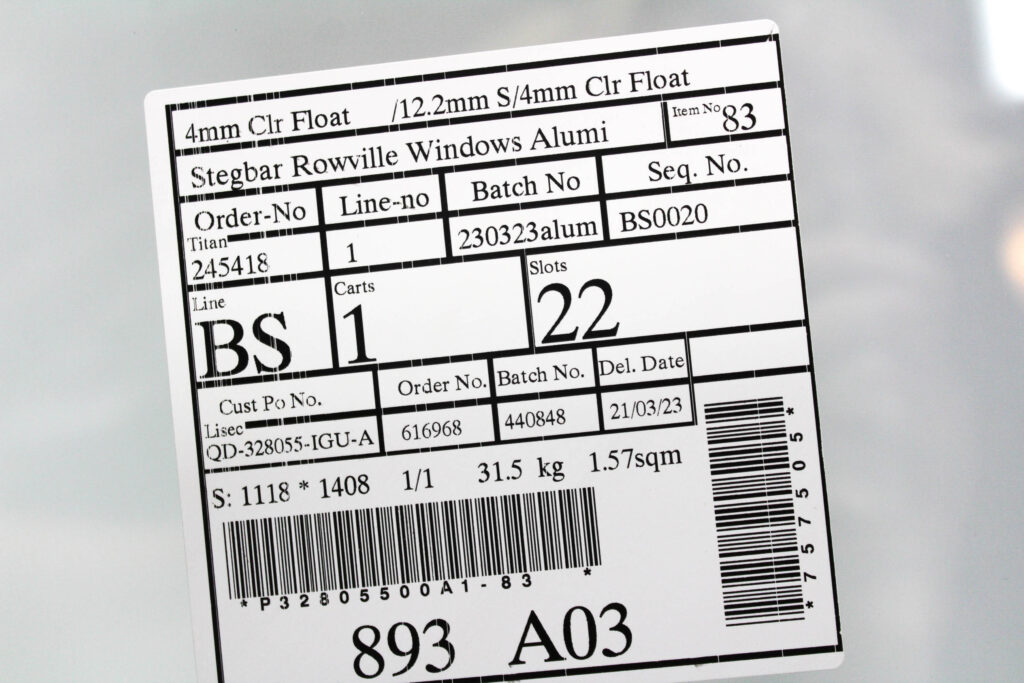 4mm Clr Float /12.2mm S/4mm Clr Float
Stegbar Rowville Windows Alumi Item No 83
Order-No Line-no Batch No Seq. No.
Titan
245418 1 230323alum BS0020
Line Carts Slots
BS 1 22
Cust Po No. Order No. Batch No. Del. Date
Lisec
QD-328055-IGU-A 616968 440848 21/03/23
S: 1118 * 1408 1/1 31.5 kg 1.57sqm
*P32805500A1-83 *
*757505*
893 A03